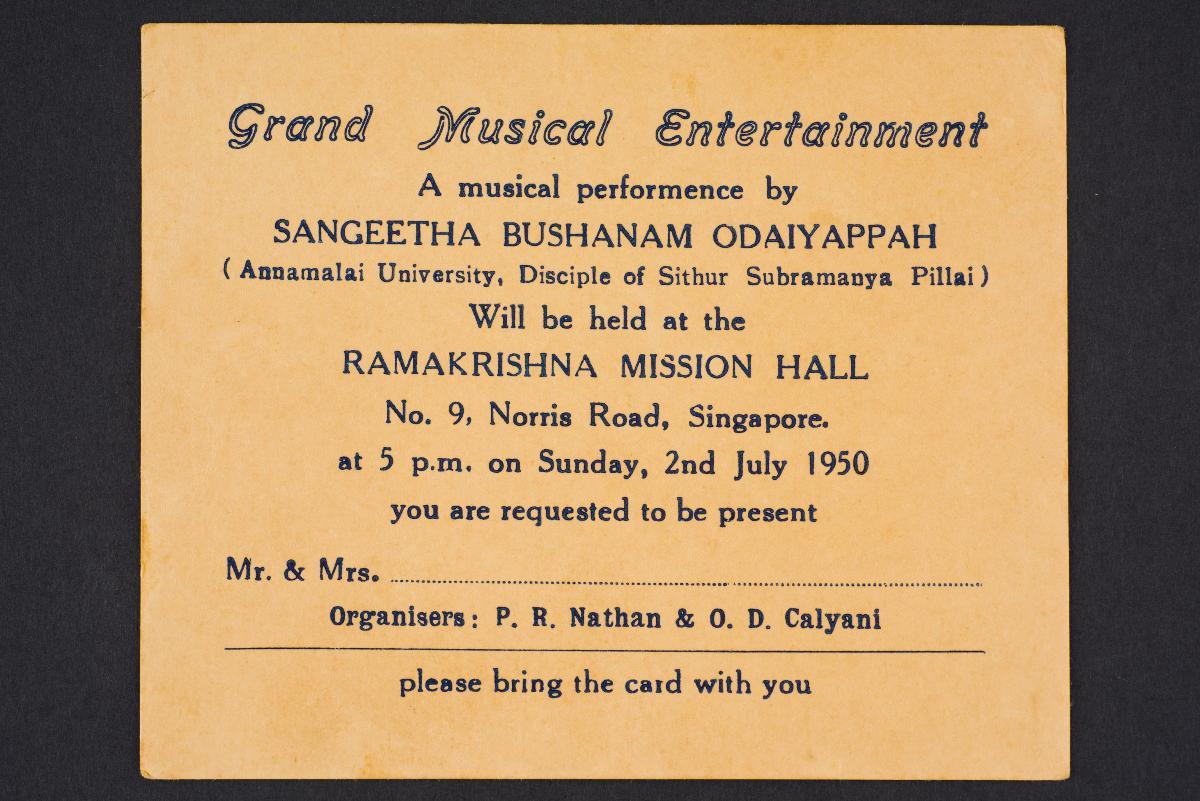 Grand Musical Entertainment
A musical performence by
SANGEETHA BUSHANAM ODAIYAPPAH
( Annamalai University, Disciple of Sithur Subramanya Pillai )
Will be held at the
RAMAKRISHNA MISSION HALL
No. 9, Norris Road, Singapore.
at 5 p.m. on Sunday, 2nd July 1950
you are requested to be present
Mr. & Mrs. ........................................................
Organisers : P. R. Nathan & O. D. Calyani
please bring the card with you